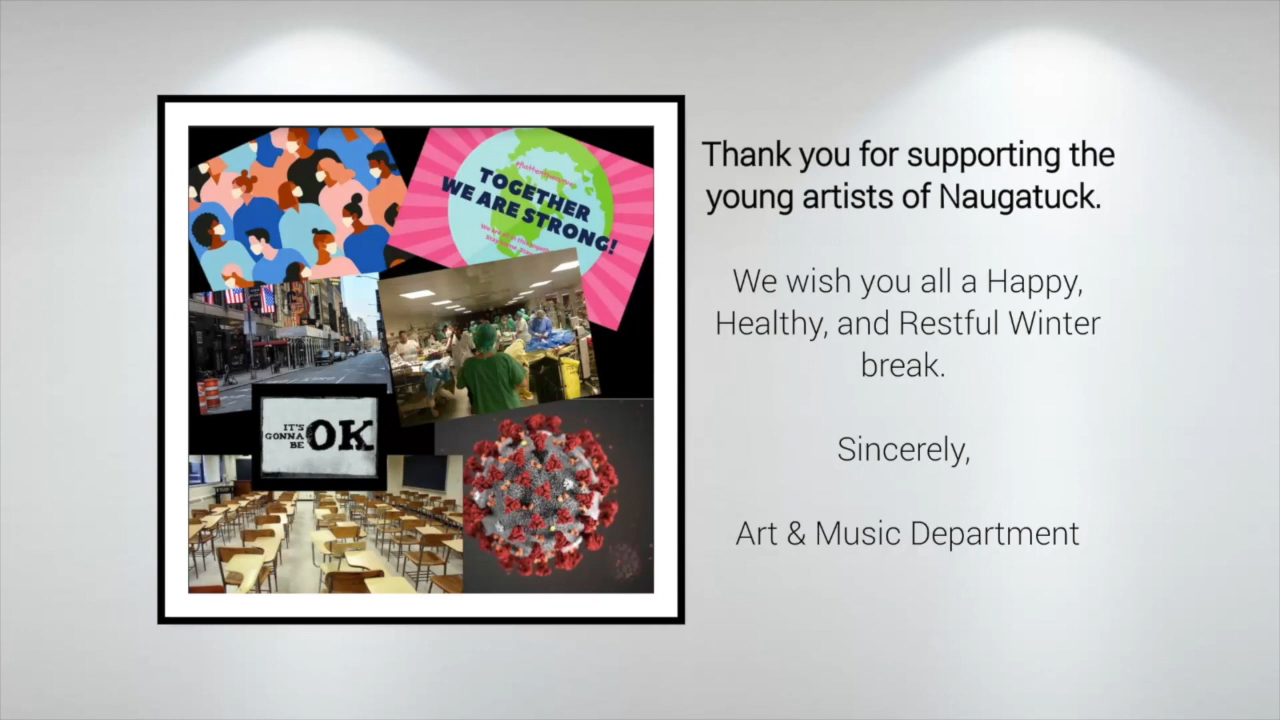 Thank you for supporting the
young artists of Naugatuck.
We wish you all a Happy,
Healthy, and Restful Winter
break.
Sincerely,
Art & Music Department
TOGETHER
WE ARE STRONG!
IT'S
GONNA
BE
OK